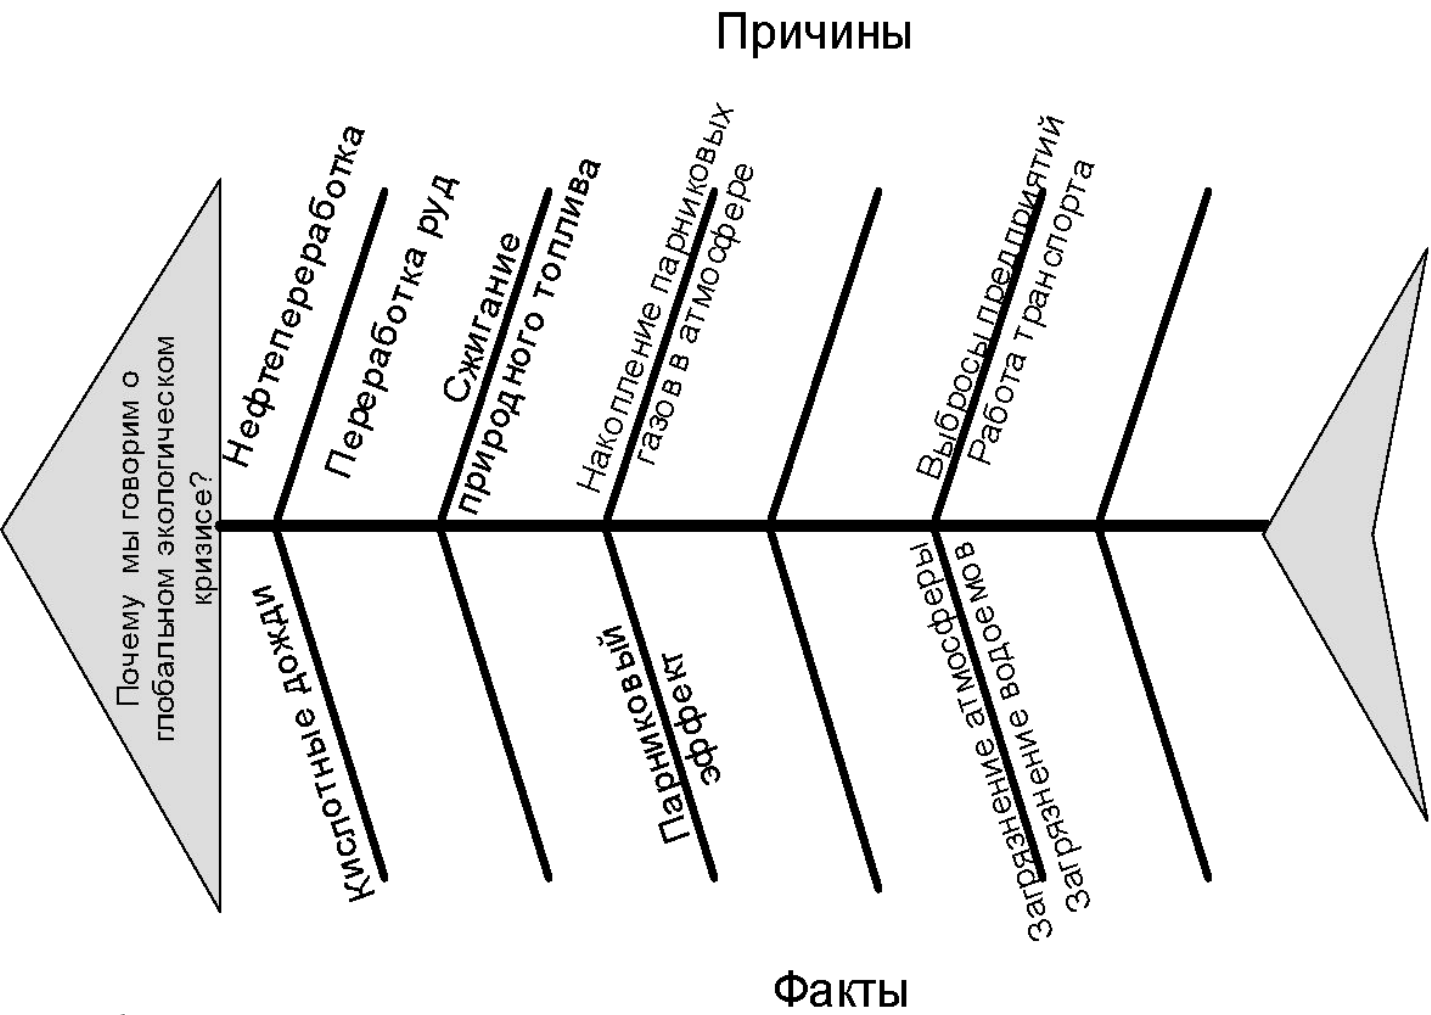 Причины
Почему мы говорим о
глобальном экологическом
кризисе?
Нефтепереработка
Переработка руд
Сжигание
природного топлива
Накопление парниковых
газов в атмосфере
Выбросы предприятий
Работа транспорта
Кислотные дожди
Парниковый
эффект
Загрязнение атмосферы
Загрязнение водоемов
Факты